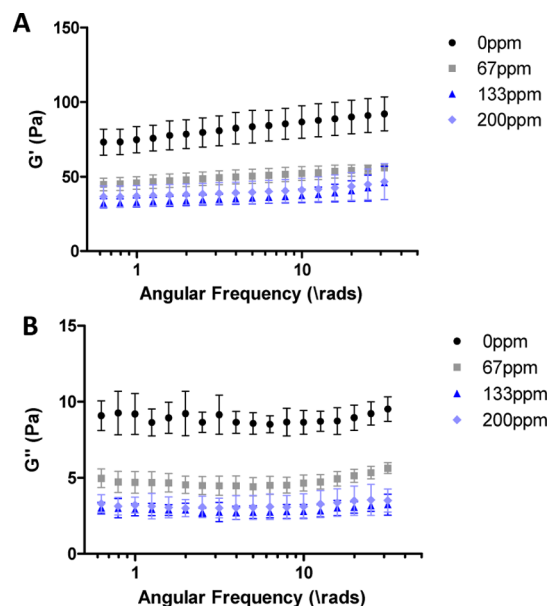 A
150
100
50
0
G' (Pa)
1
10
Angular Frequency (\rads)
0ppm
67ppm
133ppm
200ppm
B
15
10
5
0
G'' (Pa)
1
10
Angular Frequency (\rads)
0ppm
67ppm
133ppm
200ppm